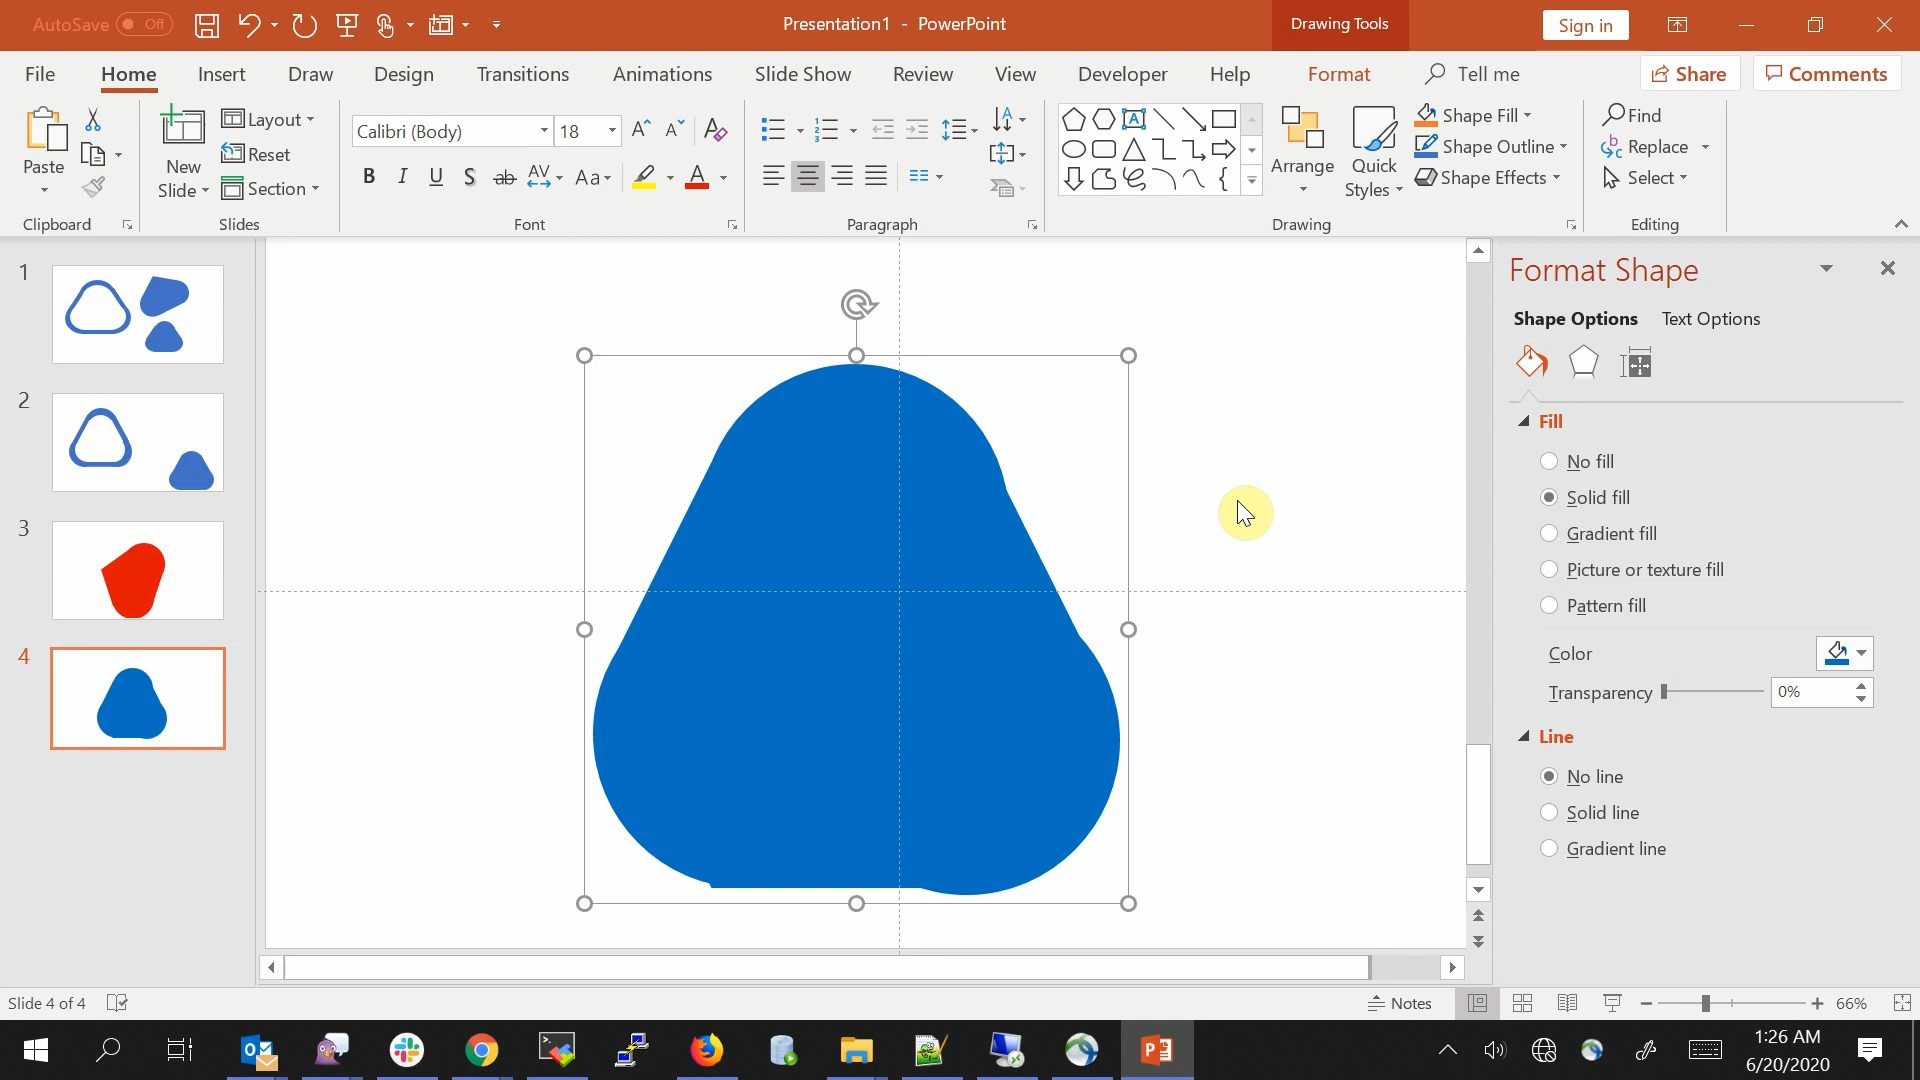 AutoSave Off
Presentation1 - PowerPoint
Drawing Tools
Sign in
File Home Insert Draw Design Transitions Animations Slide Show Review View Developer Help Format Tell me
Share Comments
Paste
New Slide
Layout
Reset
Section
Calibri (Body) 18
B I U S ab AV Aa A
Arrange
Quick Styles
Shape Fill
Shape Outline
Shape Effects
Find
Replace
Select
Clipboard Slides Font Paragraph Drawing Editing
1
2
3
4
Format Shape
Shape Options Text Options
Fill
No fill
Solid fill
Gradient fill
Picture or texture fill
Pattern fill
Color
Transparency 0%
Line
No line
Solid line
Gradient line
Slide 4 of 4
Notes
66%
1:26 AM
6/20/2020